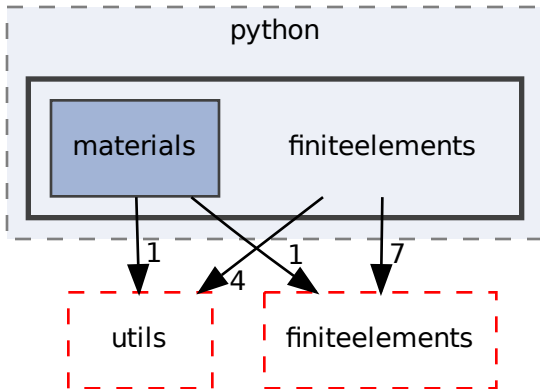 python
materials
finiteelements
1
4
1
7
utils
finiteelements